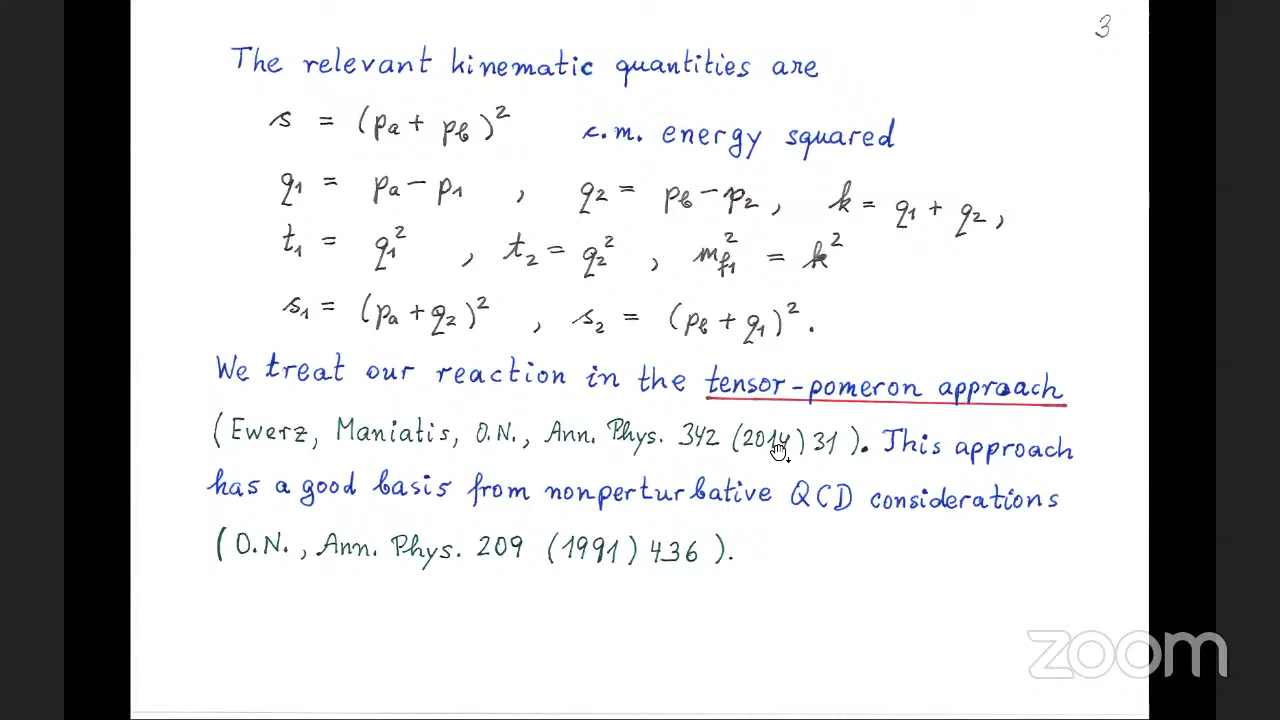 3
The relevant kinematic quantities are
s = (pa + pb)² c.m. energy squared
q₁ = pa − p₁ , q₂ = pb − p₂, k = q₁ + q₂,
t₁ = q₁² , t₂ = q₂² , m²f₁ = k²
s₁ = (pa + q₂)² , s₂ = (pb + q₁)².
We treat our reaction in the tensor-pomeron approach
(Ewerz, Maniatis, O.N., Ann. Phys. 342 (2014) 31). This approach
has a good basis from nonperturbative QCD considerations
(O.N., Ann. Phys. 209 (1991) 436).
zoom